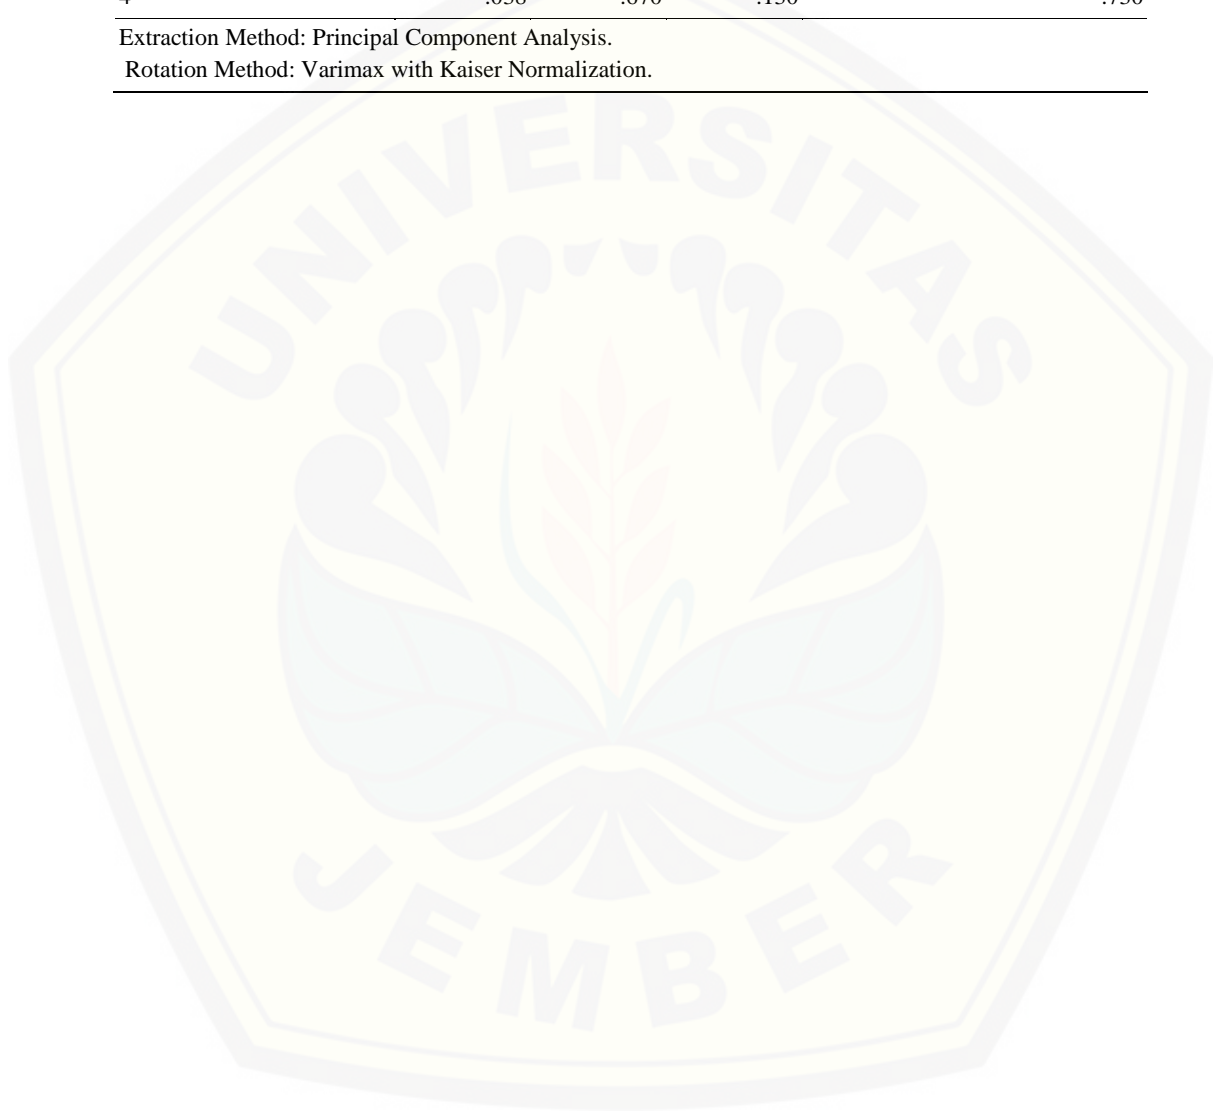 Extraction Method: Principal Component Analysis.
Rotation Method: Varimax with Kaiser Normalization.
UNIVERSITAS
JEMBER